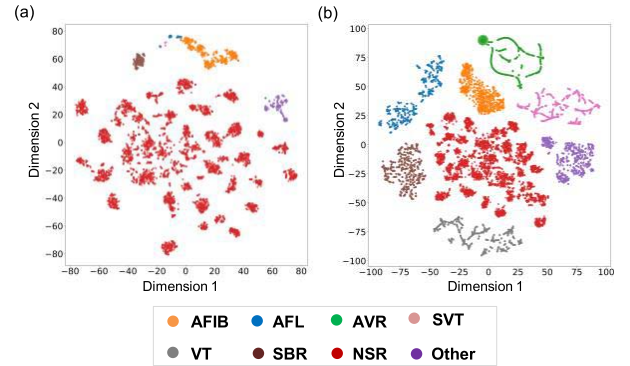 (a)
(b)
80
60
40
20
0
−20
−40
−60
−80
Dimension 2
−80 −60 −40 −20 0 20 40 60 80
Dimension 1
100
75
50
25
0
−25
−50
−75
−100
Dimension 2
−100 −75 −50 −25 0 25 50 75 100
Dimension 1
AFIB AFL AVR SVT
VT SBR NSR Other